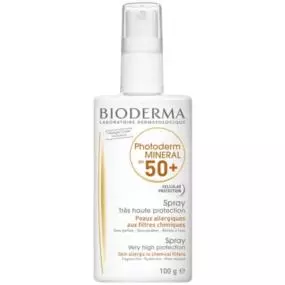 BIODERMA
LABORATOIRE DERMATOLOGIQUE
Photoderm
MINERAL
SPF
50+
CELLULAR
PROTECTION
Spray
Très haute protection
Peaux allergiques
aux filtres chimiques
Spray
Very high protection
Skin allergic to chemical filters
100 g